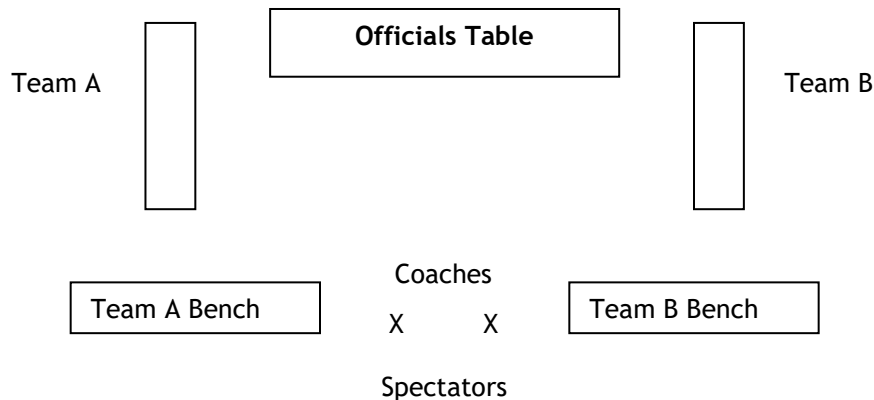 Officials Table
Team A
Team B
Coaches
Team A Bench
Team B Bench
X X
Spectators